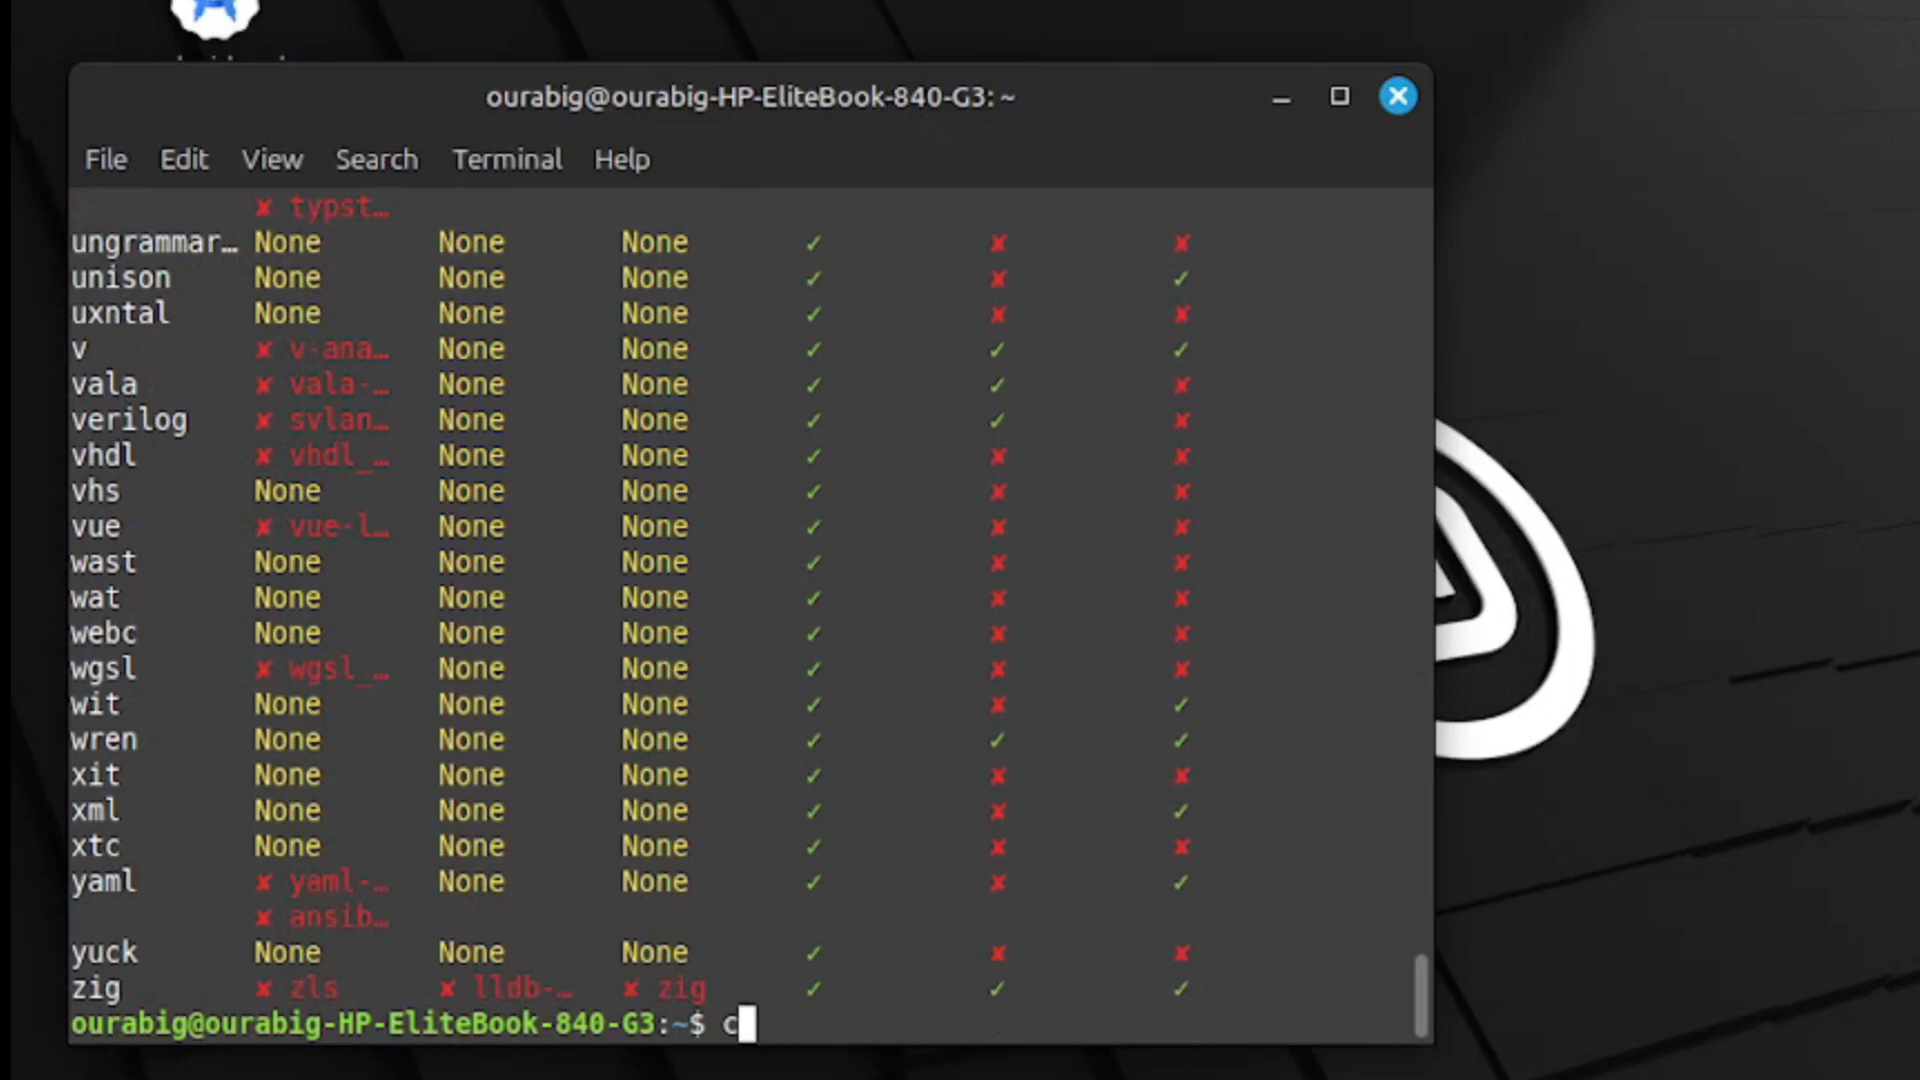 ourabig@ourabig-HP-EliteBook-840-G3: ~
File Edit View Search Terminal Help
✘ typst…
ungrammar… None None None ✓ ✘ ✘
unison None None None ✓ ✘ ✓
uxntal None None None ✓ ✘ ✘
v ✘ v-ana… None None ✓ ✓ ✓
vala ✘ vala-… None None ✓ ✓ ✘
verilog ✘ svlan… None None ✓ ✓ ✘
vhdl ✘ vhdl_… None None ✓ ✘ ✘
vhs None None None ✓ ✘ ✘
vue ✘ vue-l… None None ✓ ✘ ✘
wast None None None ✓ ✘ ✘
wat None None None ✓ ✘ ✘
webc None None None ✓ ✘ ✘
wgsl ✘ wgsl_… None None ✓ ✘ ✘
wit None None None ✓ ✘ ✓
wren None None None ✓ ✓ ✓
xit None None None ✓ ✘ ✘
xml None None None ✓ ✘ ✓
xtc None None None ✓ ✘ ✘
yaml ✘ yaml-… None None ✓ ✘ ✓
✘ ansib…
yuck None None None ✓ ✘ ✘
zig ✘ zls ✘ lldb-… ✘ zig ✓ ✓ ✓
ourabig@ourabig-HP-EliteBook-840-G3:~$ c